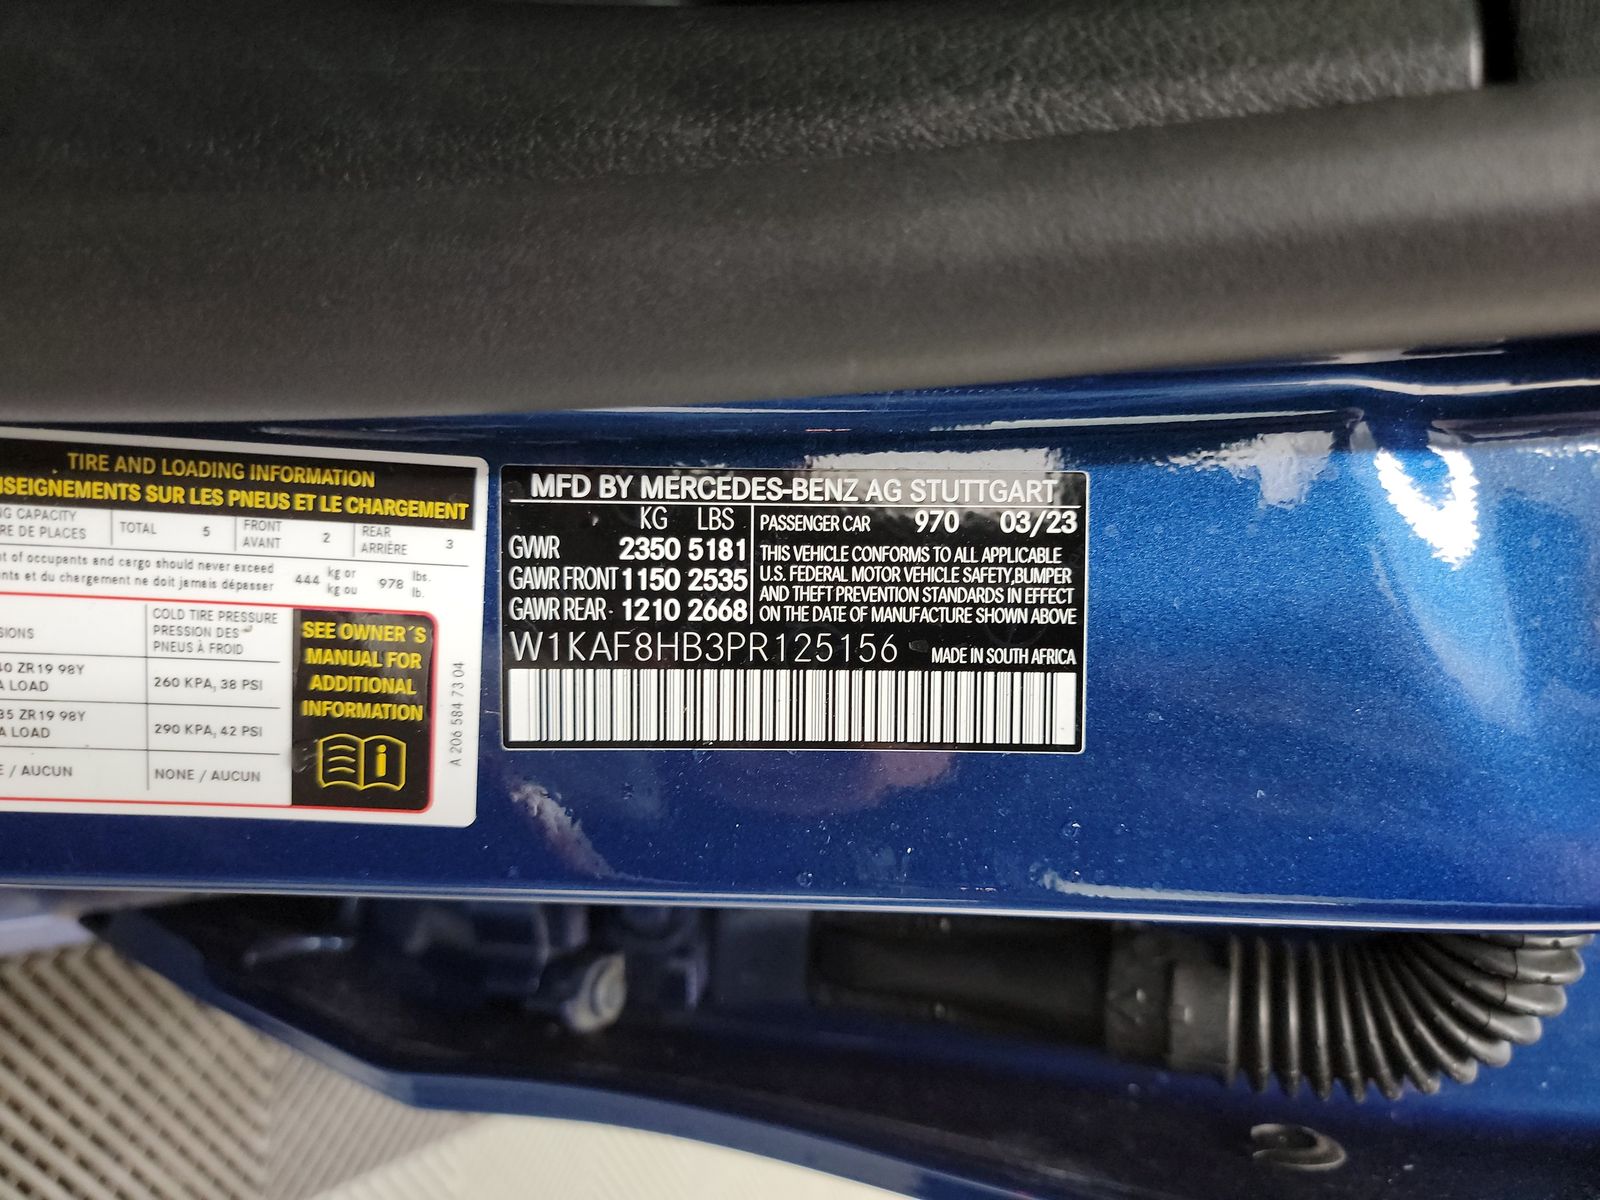 TIRE AND LOADING INFORMATION
SUR LES PNEUS ET LE CHARGEMENT
CAPACITY
DE PLACES
TOTAL 5
FRONT
AVANT
2
REAR
ARRIÈRE
3
of occupants and cargo should never exceed
et du chargement ne doit jamais dépasser
444 kg or
kg ou
978 lbs.
lb.
COLD TIRE PRESSURE
PRESSION DES
PNEUS À FROID
ZR19 98Y
LOAD
260 KPA, 38 PSI
ZR19 98Y
LOAD
290 KPA, 42 PSI
/ AUCUN
NONE / AUCUN
SEE OWNER´S
MANUAL FOR
ADDITIONAL
INFORMATION
i
A 206 584 73 04
MFD BY MERCEDES-BENZ AG STUTTGART
KG LBS
GVWR 2350 5181
GAWR FRONT 1150 2535
GAWR REAR 1210 2668
PASSENGER CAR 970 03/23
THIS VEHICLE CONFORMS TO ALL APPLICABLE
U.S. FEDERAL MOTOR VEHICLE SAFETY,BUMPER
AND THEFT PREVENTION STANDARDS IN EFFECT
ON THE DATE OF MANUFACTURE SHOWN ABOVE
W1KAF8HB3PR125156
MADE IN SOUTH AFRICA